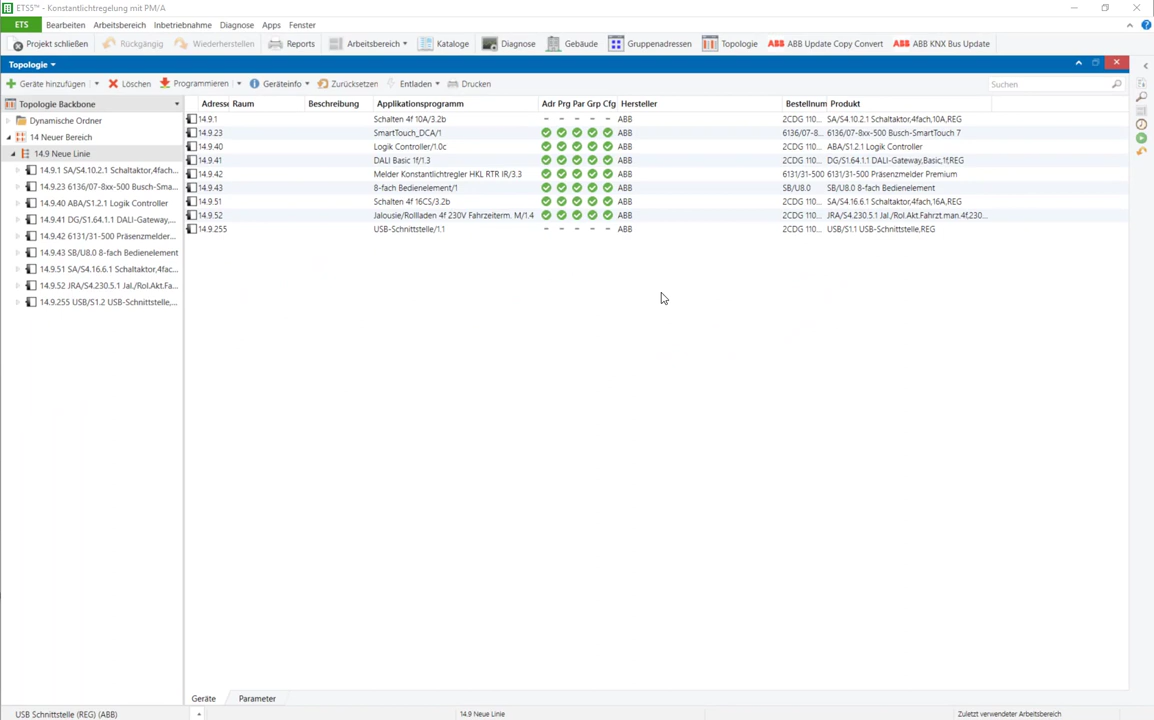 ETS5™ - Konstantlichtregelung mit PM/A
ETS Bearbeiten Arbeitsbereich Inbetriebnahme Diagnose Apps Fenster
Projekt schließen Rückgängig Wiederherstellen Reports Arbeitsbereich Kataloge Diagnose Gebäude Gruppenadressen Topologie ABB Update Copy Convert ABB KNX Bus Update
Topologie
Geräte hinzufügen Löschen Programmieren Geräteinfo Zurücksetzen Entladen Drucken Suchen
Topologie Backbone
Dynamische Ordner
14 Neuer Bereich
14.9 Neue Linie
14.9.1 SA/S4.10.2.1 Schaltaktor,4fach...
14.9.23 6136/07-8xx-500 Busch-Sma...
14.9.40 ABA/S1.2.1 Logik Controller
14.9.41 DG/S1.64.1.1 DALI-Gateway,...
14.9.42 6131/31-500 Präsenzmelder...
14.9.43 SB/U8.0 8-fach Bedienelement
14.9.51 SA/S4.16.6.1 Schaltaktor,4fac...
14.9.52 JRA/S4.230.5.1 Jal./Rol.Akt.Fa...
14.9.255 USB/S1.2 USB-Schnittstelle,...
Adresse Raum Beschreibung Applikationsprogramm Adr Prg Par Grp Cfg Hersteller Bestellnum Produkt
14.9.1 Schalten 4f 10A/3.2b – – – – – ABB 2CDG 110... SA/S4.10.2.1 Schaltaktor,4fach,10A,REG
14.9.23 SmartTouch_DCA/1 ABB 6136/07-8... 6136/07-8xx-500 Busch-SmartTouch 7
14.9.40 Logik Controller/1.0c ABB 2CDG 110... ABA/S1.2.1 Logik Controller
14.9.41 DALI Basic 1f/1.3 ABB 2CDG 110... DG/S1.64.1.1 DALI-Gateway,Basic,1f,REG
14.9.42 Melder Konstantlichtregler HKL RTR IR/3.3 ABB 6131/31-500 6131/31-500 Präsenzmelder Premium
14.9.43 8-fach Bedienelement/1 ABB SB/U8.0 SB/U8.0 8-fach Bedienelement
14.9.51 Schalten 4f 16CS/3.2b ABB 2CDG 110... SA/S4.16.6.1 Schaltaktor,4fach,16A,REG
14.9.52 Jalousie/Rollladen 4f 230V Fahrzeiterm. M/1.4 ABB 2CDG 110... JRA/S4.230.5.1 Jal./Rol.Akt.Fahrzt.man.4f,230...
14.9.255 USB-Schnittstelle/1.1 – – – – – ABB 2CDG 110... USB/S1.1 USB-Schnittstelle,REG
Geräte Parameter
USB Schnittstelle (REG) (ABB) 14.9 Neue Linie Zuletzt verwendeter Arbeitsbereich